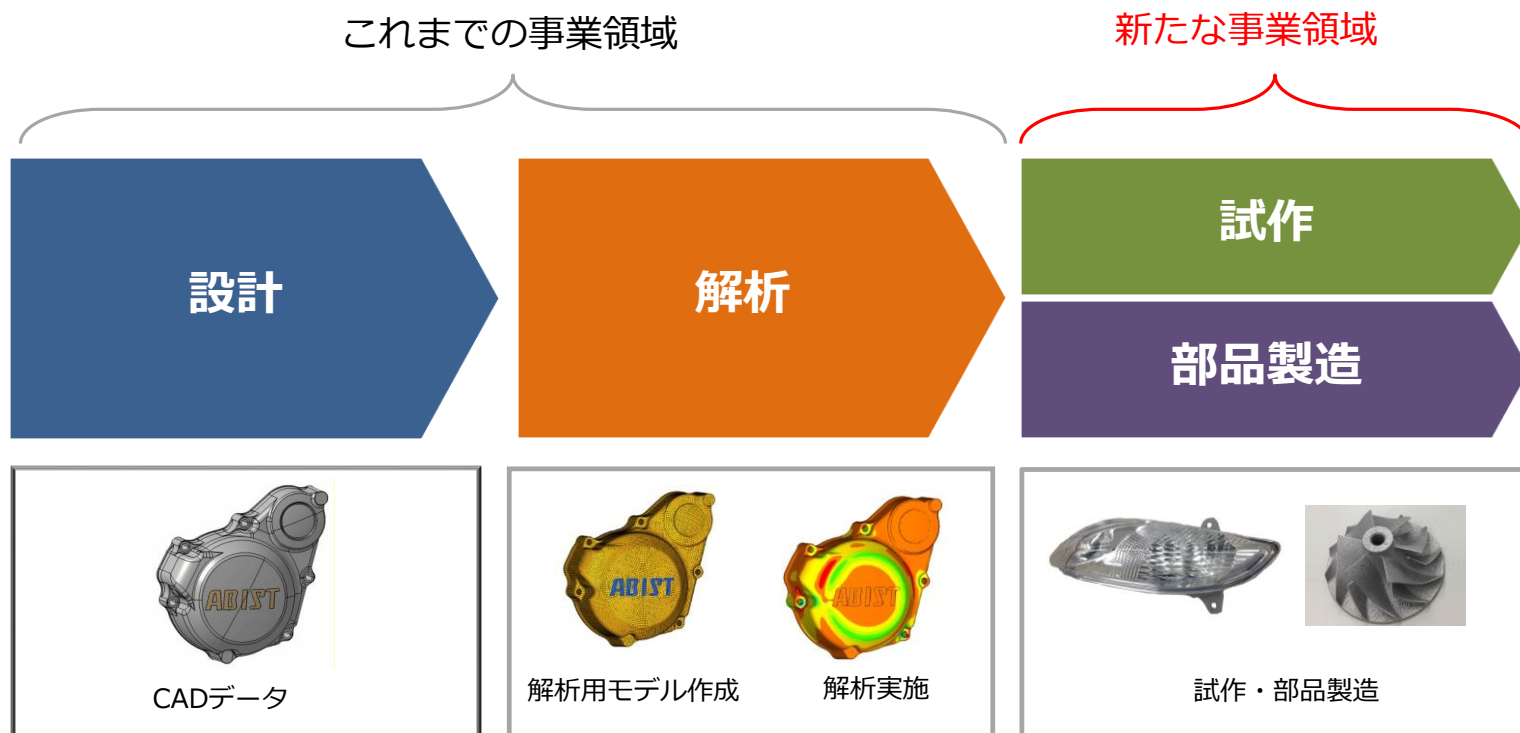 これまでの事業領域
新たな事業領域
設計
解析
試作
部品製造
ABIST
ABIST
ABIST
CADデータ
解析用モデル作成
解析実施
試作・部品製造